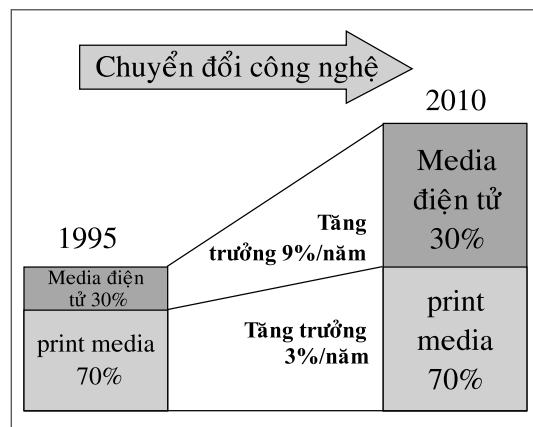 Chuyển đổi công nghệ
2010
Media
điện tử
30%
Tăng
trưởng 9%/năm
1995
Media điện
tử 30%
print media
70%
Tăng trưởng
3%/năm
print
media
70%